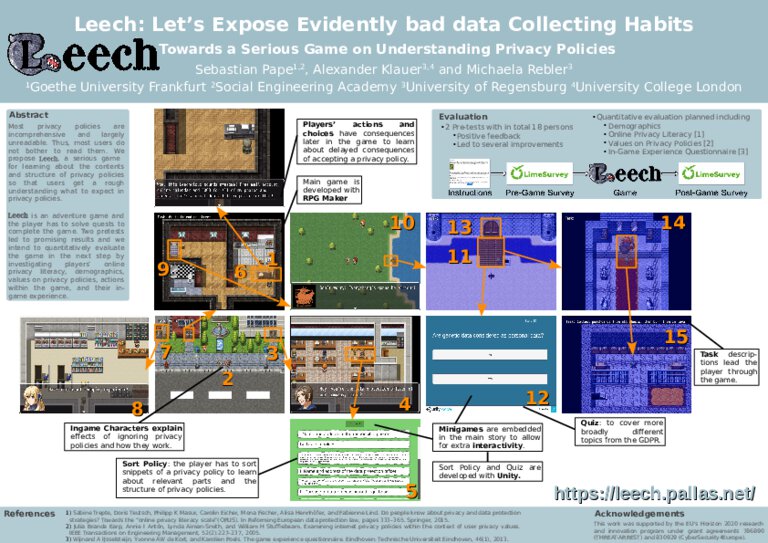 Leech: Let's Expose Evidently bad data Collecting Habits
Leech
Towards a Serious Game on Understanding Privacy Policies
Sebastian Pape1,2, Alexander Klauer3,4 and Michaela Rebler3
1Goethe University Frankfurt 2Social Engineering Academy 3University of Regensburg 4University College London
Abstract
Most privacy policies are
incomprehensive and largely
unreadable. Thus, most users do
not bother to read them. We
propose Leech, a serious game
for learning about the contents
and structure of privacy policies
so that users get a rough
understanding what to expect in
privacy policies.
Leech is an adventure game and
the player has to solve quests to
complete the game. Two pretests
led to promising results and we
intend to quantitatively evaluate
the game in the next step by
investigating players' online
privacy literacy, demographics,
values on privacy policies, actions
within the game, and their in-
game experience.
Players' actions and
choices have consequences
later in the game to learn
about delayed consequences
of accepting a privacy policy.
Main game is
developed with
RPG Maker
Evaluation
• 2 Pre-tests with in total 18 persons
• Positive feedback
• Led to several improvements
• Quantitative evaluation planned including
• Demographics
• Online Privacy Literacy [1]
• Values on Privacy Policies [2]
• In-Game Experience Questionnaire [3]
LimeSurvey
Leech
LimeSurvey
Instructions
Pre-Game Survey
Game
Post-Game Survey
1
6
9
10
13
11
14
7
3
2
8
4
Are genetic data considered as personal data?
12
15
5
Task descrip-
tions lead the
player through
the game.
Ingame Characters explain
effects of ignoring privacy
policies and how they work.
Sort Policy: the player has to sort
snippets of a privacy policy to learn
about relevant parts and the
structure of privacy policies.
Minigames are embedded
in the main story to allow
for extra interactivity.
Sort Policy and Quiz are
developed with Unity.
Quiz: to cover more
broadly different
topics from the GDPR.
https://leech.pallas.net/
References
1) Sabine Trepte, Doris Teutsch, Philipp K Masur, Carolin Eicher, Mona Fischer, Alisa Hennhöfer, and Fabienne Lind. Do people know about privacy and data protection
strategies? Towards the "online privacy literacy scale" (OPLIS). In Reforming European data protection law, pages 333–365. Springer, 2015.
2) Julia Brande Earp, Annie I Antón, Lynda Aiman-Smith, and William H Stufflebeam. Examining internet privacy policies within the context of user privacy values.
IEEE Transactions on Engineering Management, 52(2):227–237, 2005.
3) Wijnand A IJsselsteijn, Yvonne AW de Kort, and Karolien Poels. The game experience questionnaire. Eindhoven: Technische Universiteit Eindhoven, 46(1), 2013.
Acknowledgements
This work was supported by the EU's Horizon 2020 research
and innovation program under grant agreements 786890
(THREAT-ARREST) and 830929 (CyberSec4Europe).